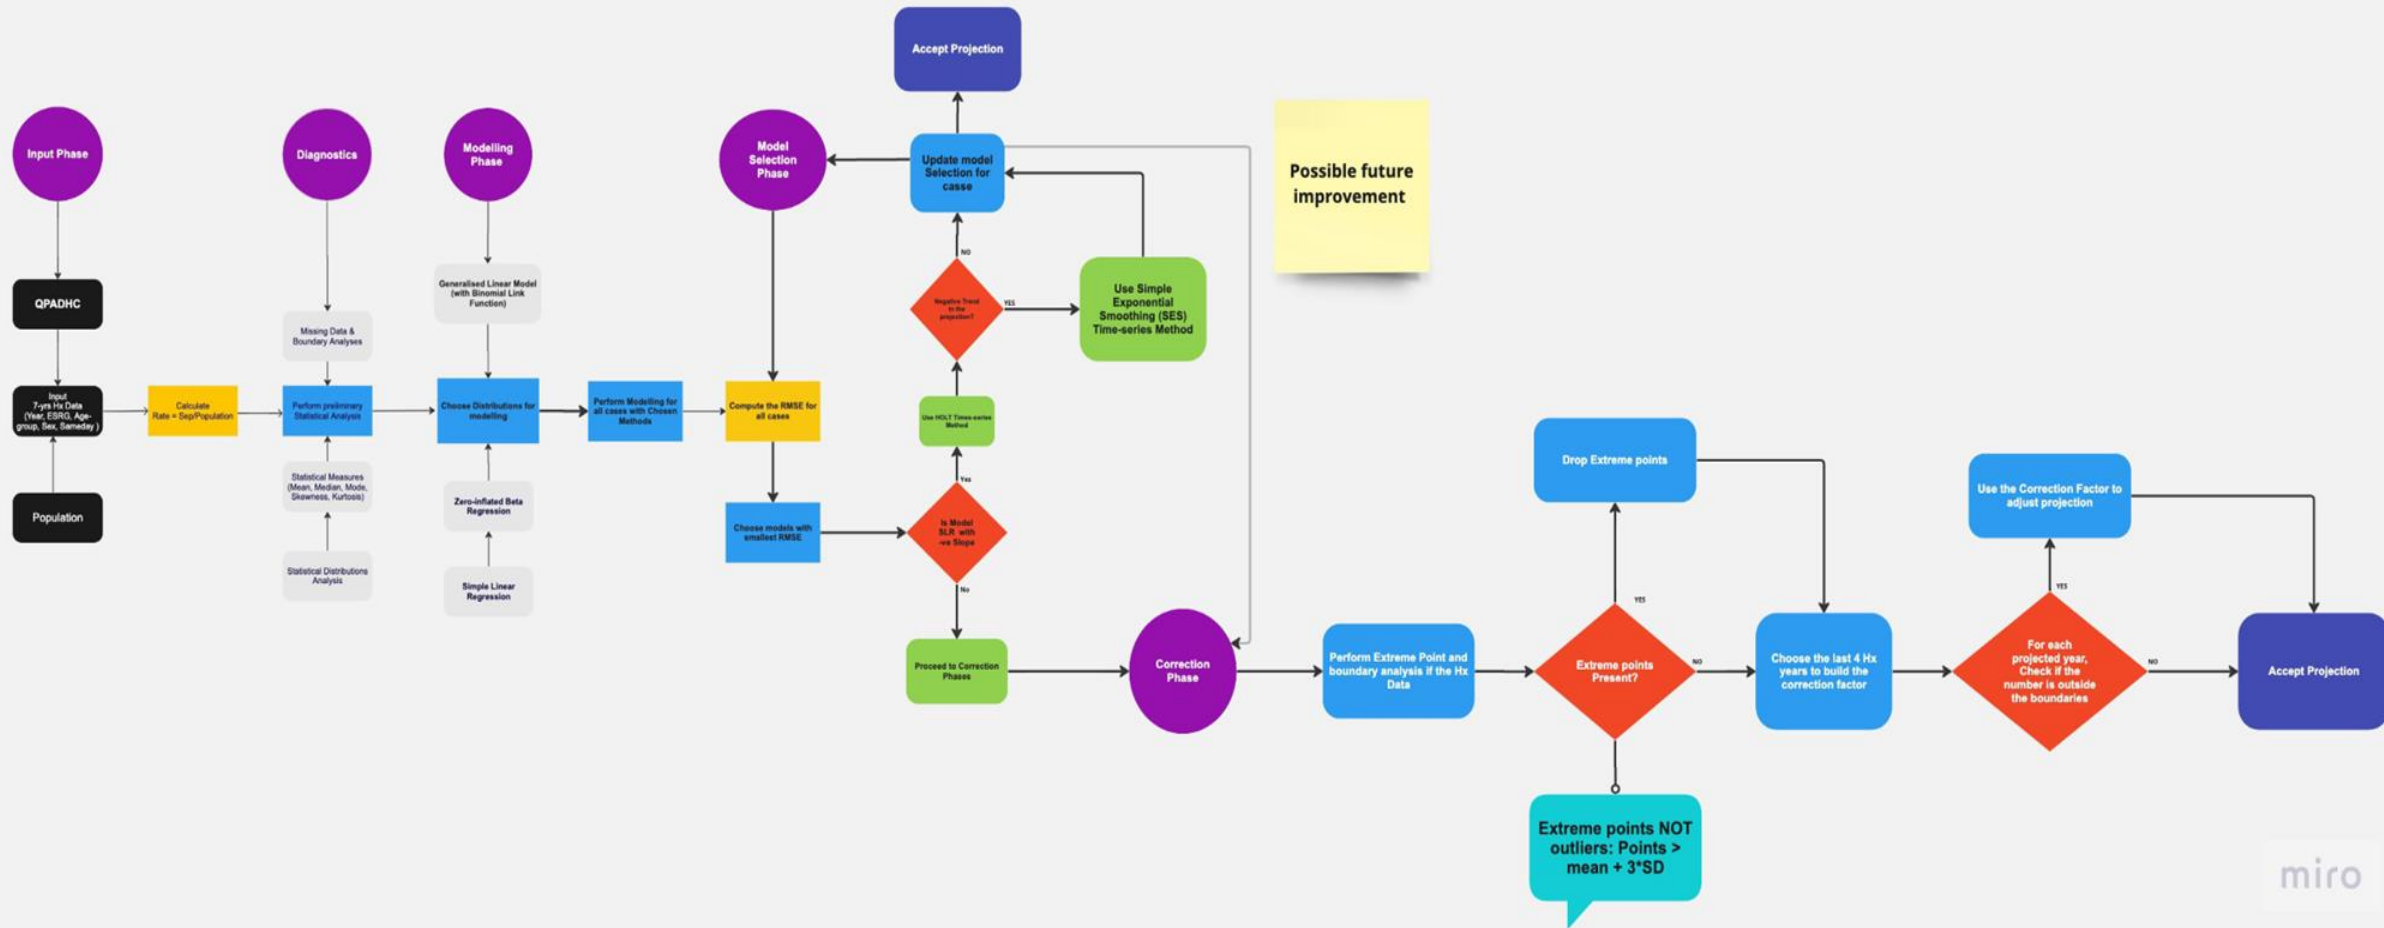 Accept Projection
Input Phase
Diagnostics
Modelling
Phase
Model
Selection
Phase
Update model
Selection for
casse
Possible future
improvement
QPADHC
Generalised Linear Model
(with Binomial Link
Function)
NO
Negative Trend
in the
projection?
YES
Use Simple
Exponential
Smoothing (SES)
Time-series Method
Missing Data &
Boundary Analyses
Input
7-yrs Hx Data
(Year, ESRG, Age-
group, Sex, Sameday )
Calculate
Rate = Sep/Population
Perform preliminary
Statistical Analysis
Choose Distributions for
modelling
Perform Modelling for
all cases with Chosen
Methods
Compute the RMSE for
all cases
Use HOLT Times-series
Method
Population
Statistical Measures
(Mean, Median, Mode,
Skewness, Kurtosis)
Zero-inflated Beta
Regression
Choose models with
smallest RMSE
Yes
Is Model
SLR with
-va Slope
No
Statistical Distributions
Analysis
Simple Linear
Regression
Drop Extreme points
Use the Correction Factor to
adjust projection
YES
YES
Proceed to Correction
Phases
Correction
Phase
Perform Extreme Point and
boundary analysis if the Hx
Data
Extreme points
Present?
NO
Choose the last 4 Hx
years to build the
correction factor
For each
projected year,
Check if the
number is outside
the boundaries
NO
Accept Projection
Extreme points NOT
outliers: Points >
mean + 3*SD
miro